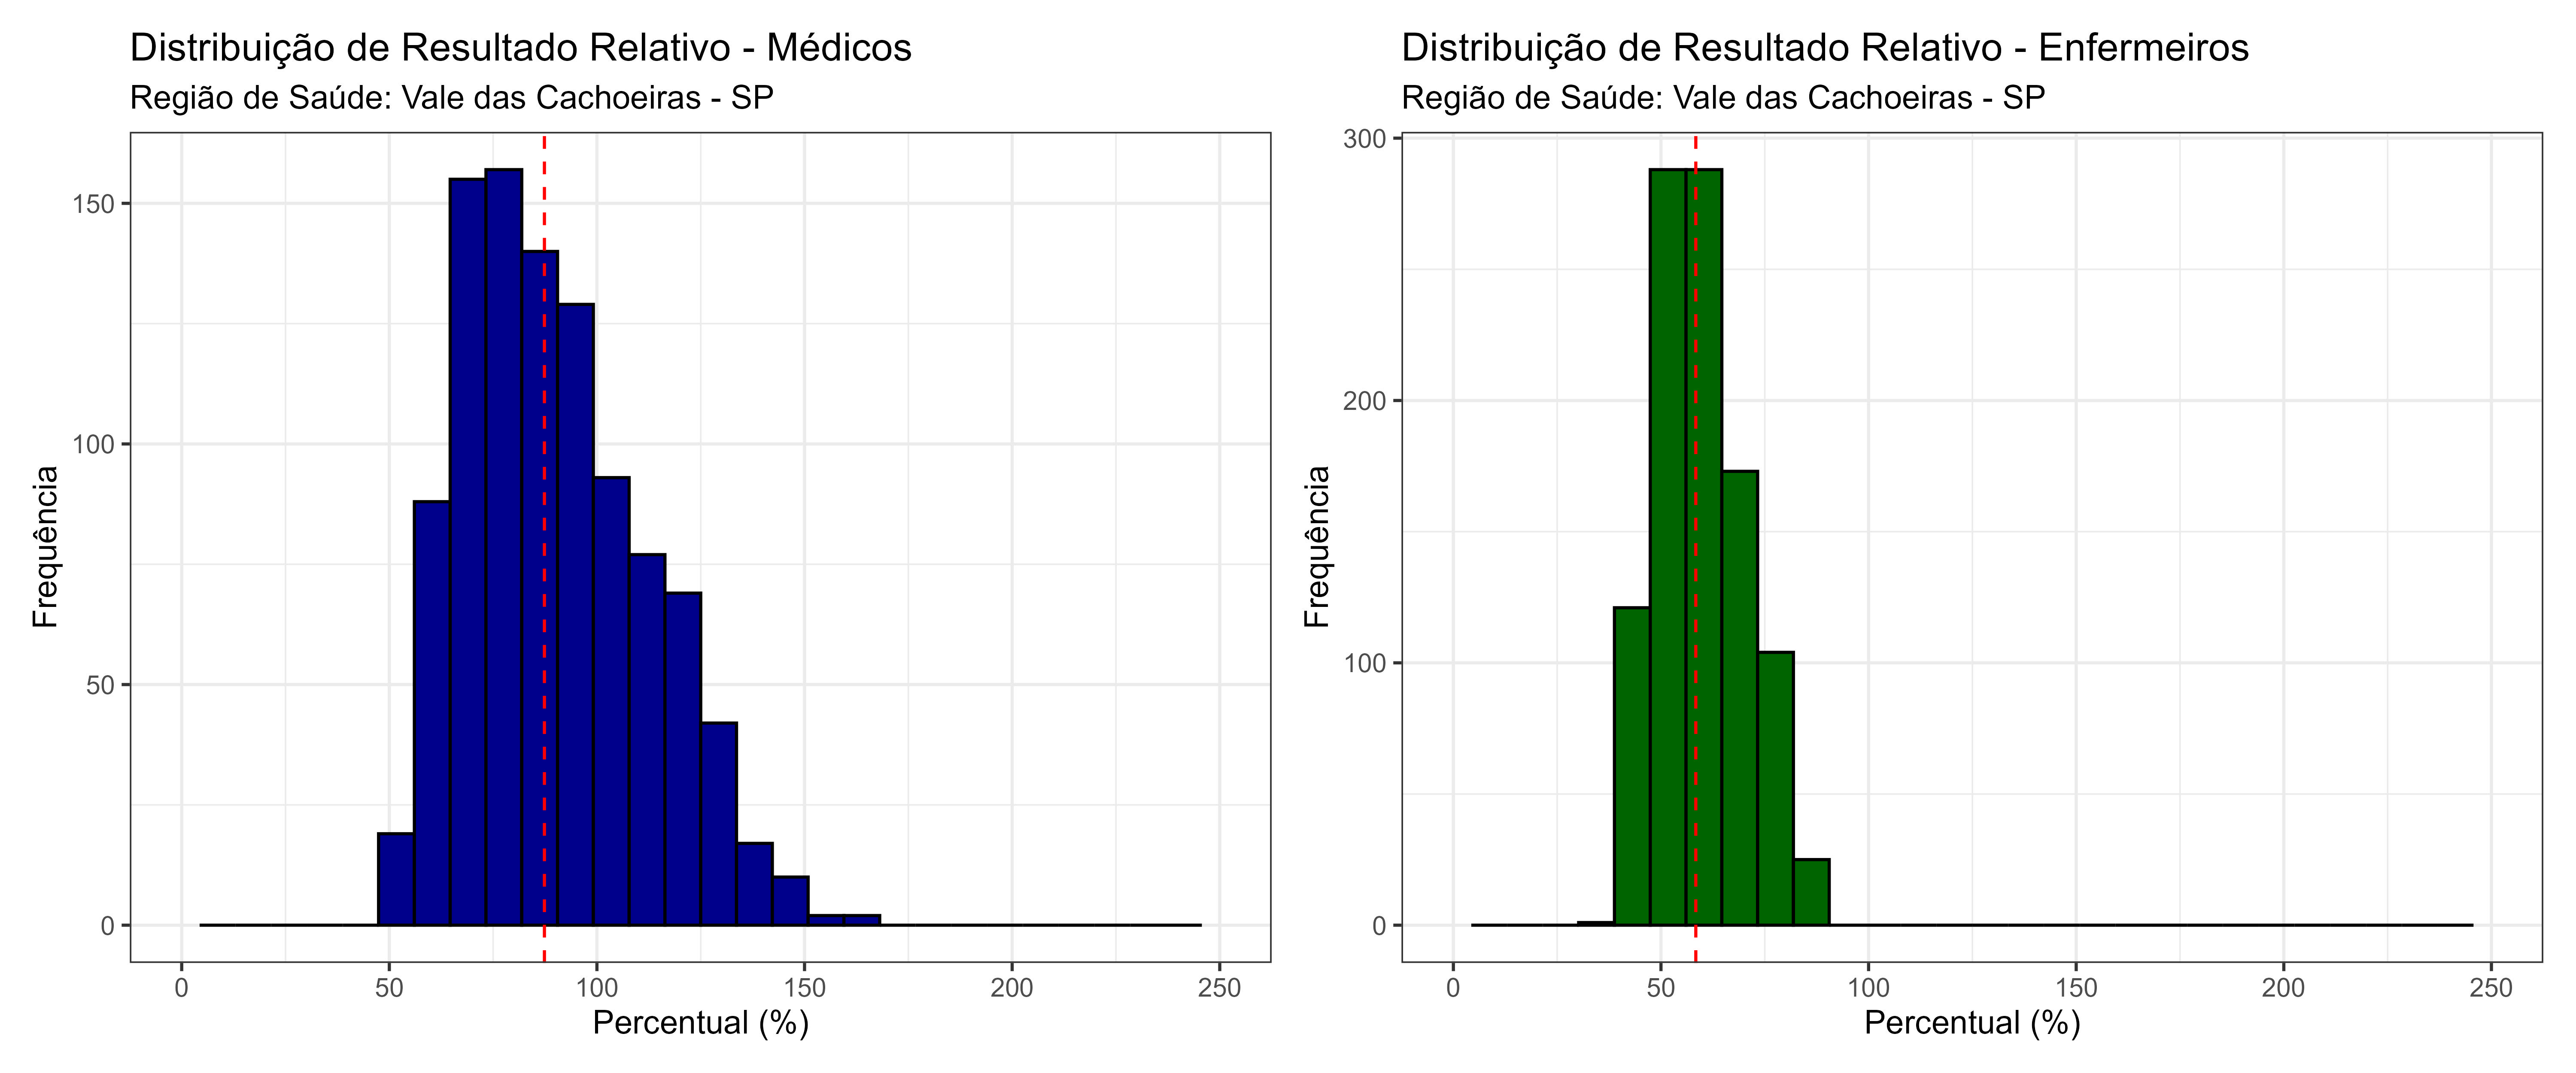 Distribuição de Resultado Relativo - Médicos
Região de Saúde: Vale das Cachoeiras - SP
150
100
50
0
Frequência
0 50 100 150 200 250
Percentual (%)
Distribuição de Resultado Relativo - Enfermeiros
Região de Saúde: Vale das Cachoeiras - SP
300
200
100
0
Frequência
0 50 100 150 200 250
Percentual (%)